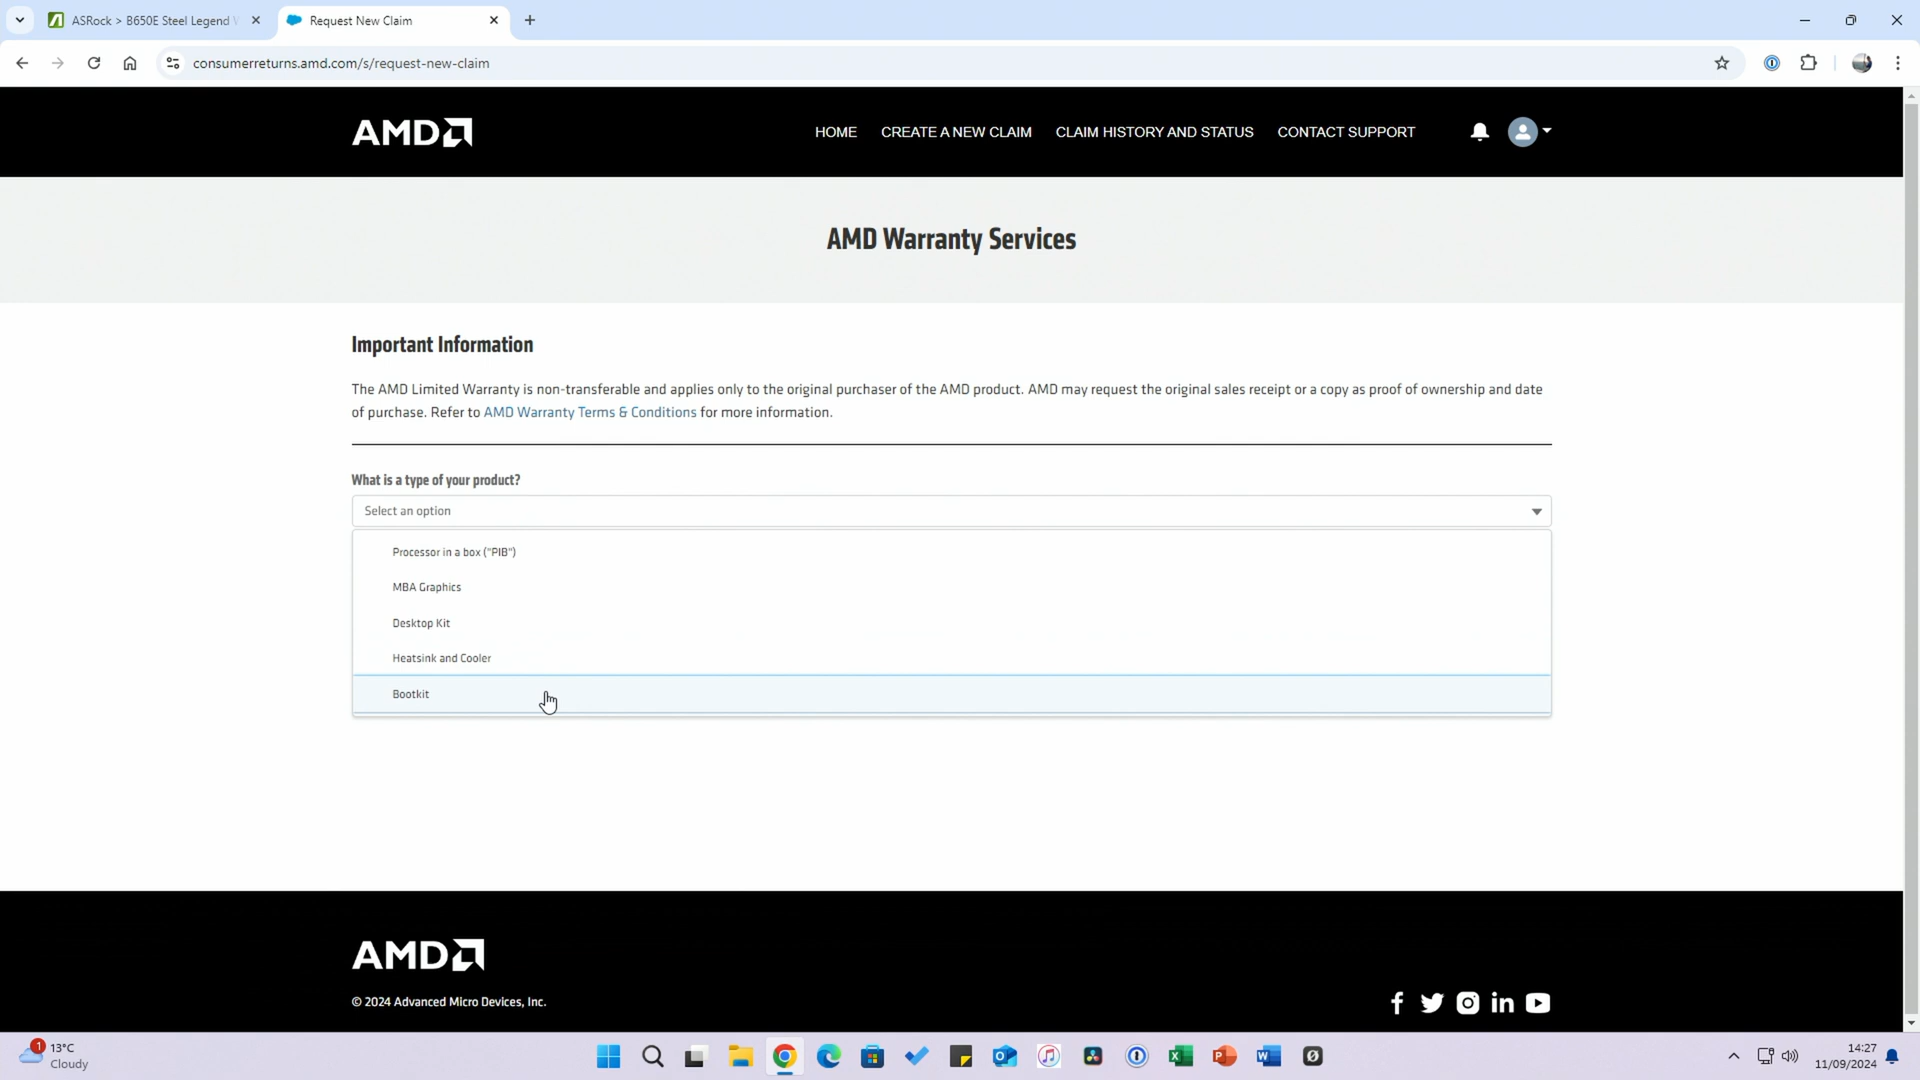 ASRock > B650E Steel Legend
Request New Claim
consumerreturns.amd.com/s/request-new-claim
AMD
HOME
CREATE A NEW CLAIM
CLAIM HISTORY AND STATUS
CONTACT SUPPORT
AMD Warranty Services
Important Information
The AMD Limited Warranty is non-transferable and applies only to the original purchaser of the AMD product. AMD may request the original sales receipt or a copy as proof of ownership and date
of purchase. Refer to AMD Warranty Terms & Conditions for more information.
What is a type of your product?
Select an option
Processor in a box ("PIB")
MBA Graphics
Desktop Kit
Heatsink and Cooler
Bootkit
AMD
© 2024 Advanced Micro Devices, Inc.
1
13°C
Cloudy
14:27
11/09/2024